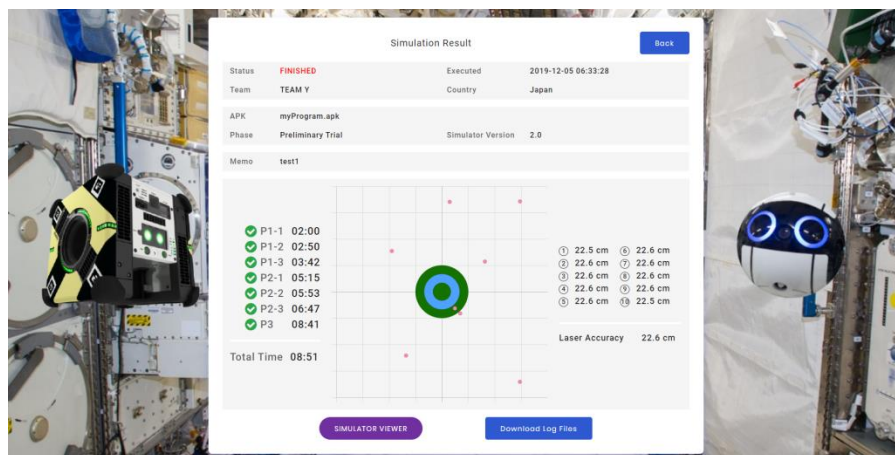 Simulation Result
Back
Status FINISHED Executed 2019-12-05 06:33:28
Team TEAM Y Country Japan
APK myProgram.apk
Phase Preliminary Trial Simulator Version 2.0
Memo test1
P1-1 02:00
P1-2 02:50
P1-3 03:42
P2-1 05:15
P2-2 05:53
P2-3 06:47
P3 08:41
Total Time 08:51
1 22.5 cm 6 22.6 cm
2 22.6 cm 7 22.6 cm
3 22.6 cm 8 22.6 cm
4 22.6 cm 9 22.6 cm
5 22.6 cm 10 22.5 cm
Laser Accuracy 22.6 cm
SIMULATOR VIEWER
Download Log Files